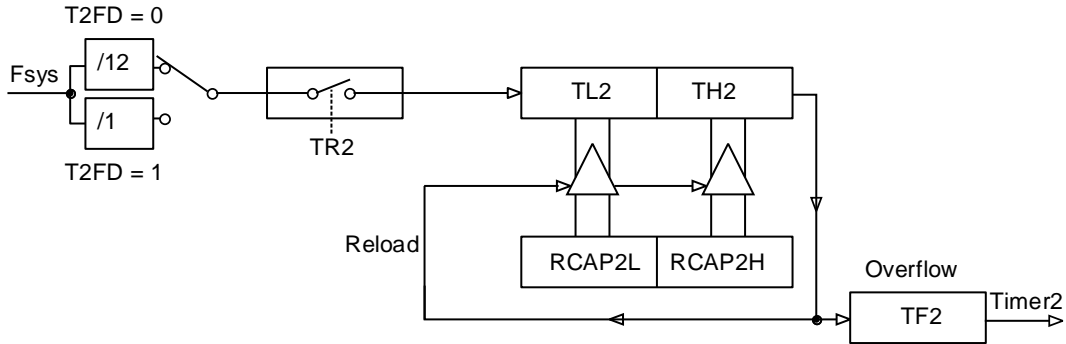 T2FD = 0
/12
Fsys
/1
T2FD = 1
TR2
TL2
TH2
Reload
RCAP2L
RCAP2H
Overflow
TF2
Timer2